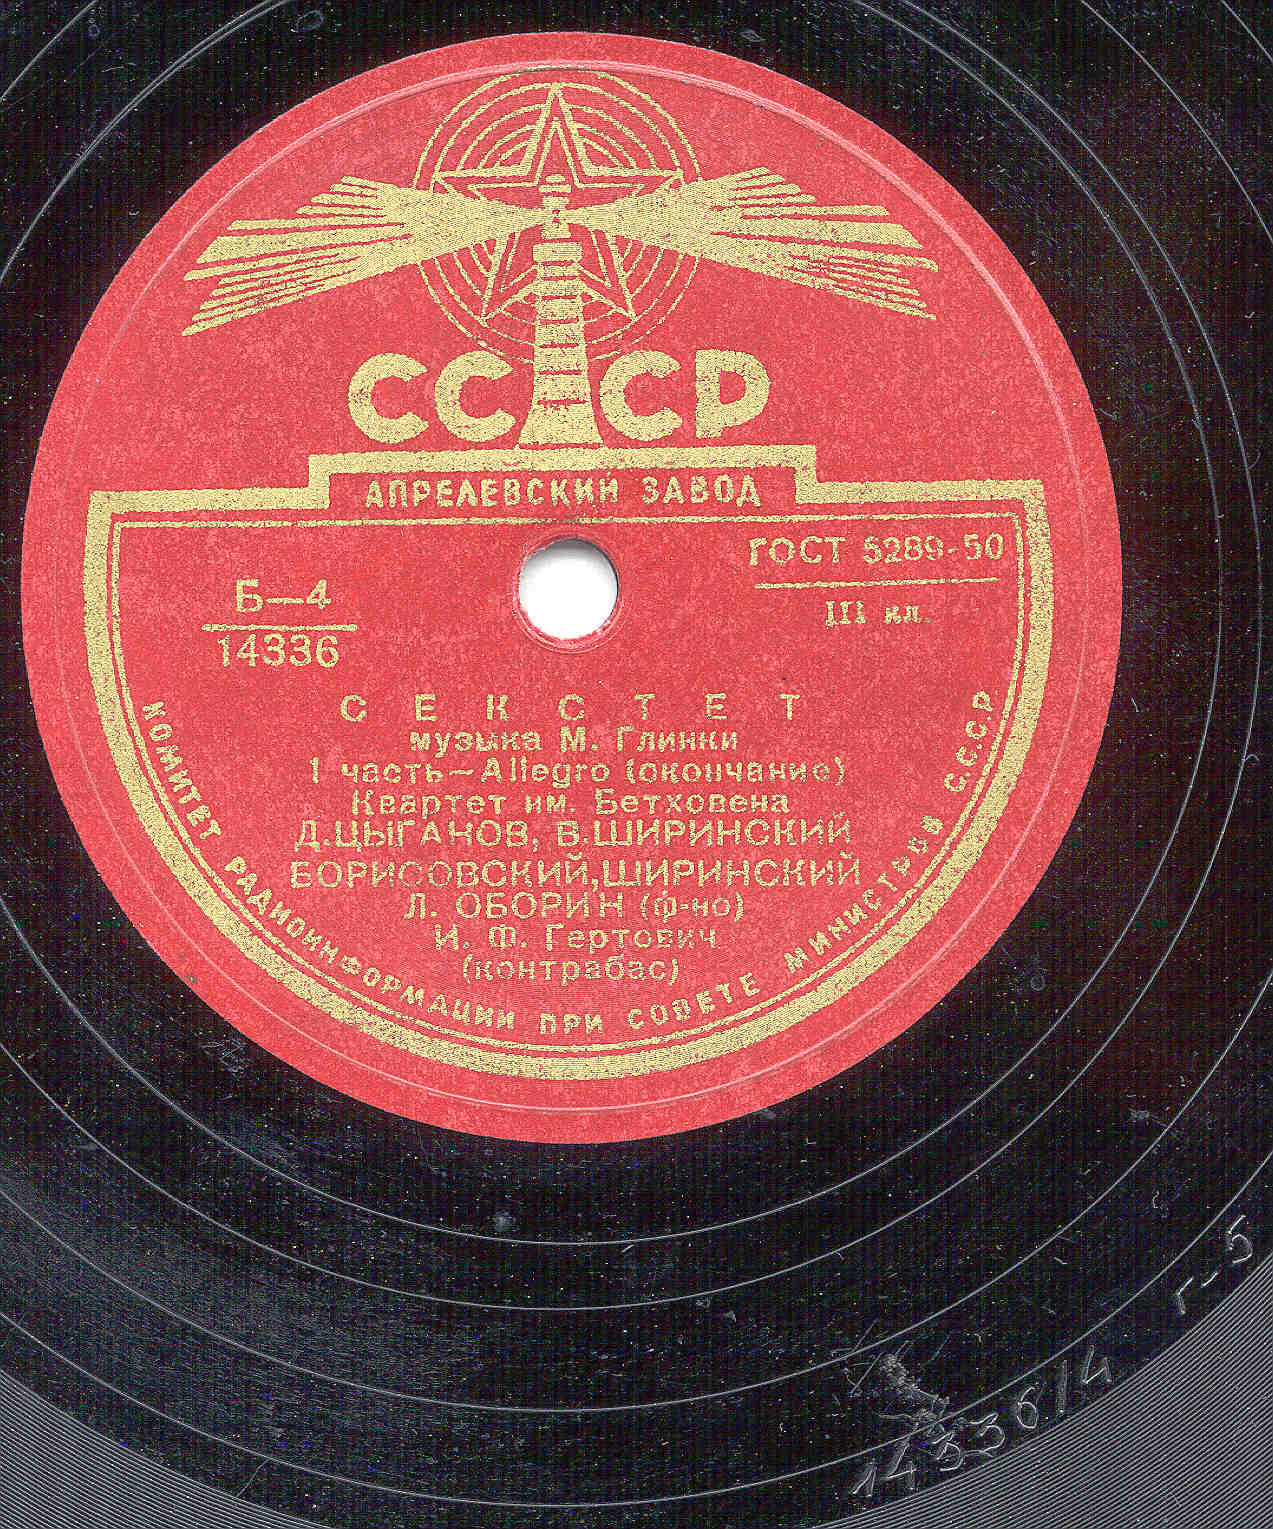 СССР
АПРЕЛЕВСКИЙ ЗАВОД
ГОСТ 5289-50
III кл.
Б—4
14336
СЕКСТЕТ
музыка М. Глинки
1 часть—Allegro (окончание)
Квартет им. Бетховена
Д.ЦЫГАНОВ, В.ШИРИНСКИЙ
БОРИСОВСКИЙ,ШИРИНСКИЙ
Л. ОБОРИН (ф-но)
И. Ф. Гертович
(контрабас)
КОМИТЕТ РАДИОИНФОРМАЦИИ ПРИ СОВЕТЕ МИНИСТРОВ С.С.С.Р.
14336/4 г-5